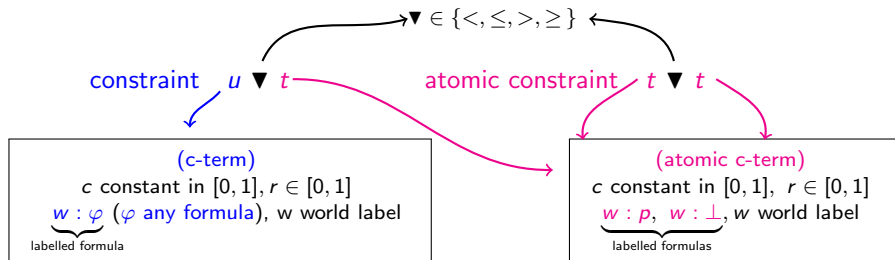 ▼ ∈ {<, ≤, >, ≥}
constraint u ▼ t atomic constraint t ▼ t
(c-term)
c constant in [0, 1], r ∈ [0, 1]
w : φ (φ any formula), w world label
labelled formula
(atomic c-term)
c constant in [0, 1], r ∈ [0, 1]
w : p, w : ⊥, w world label
labelled formulas